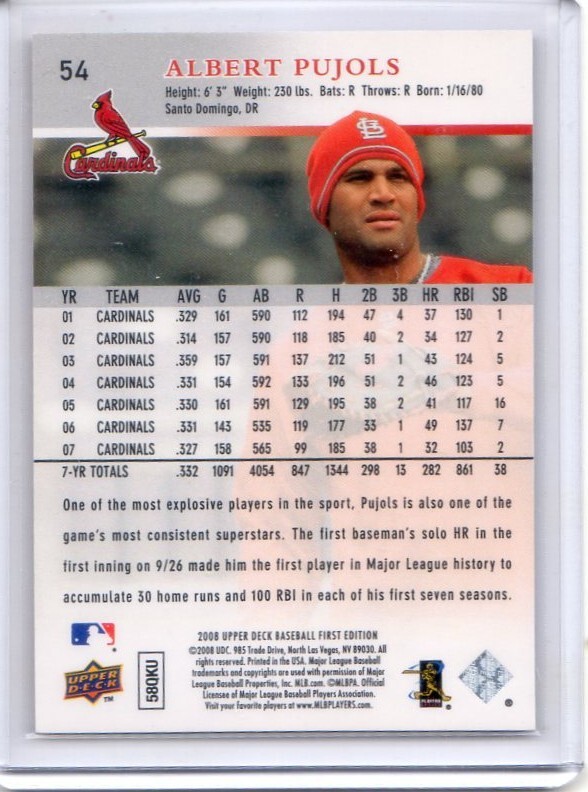 54
ALBERT PUJOLS
Height: 6' 3" Weight: 230 lbs. Bats: R Throws: R Born: 1/16/80
Santo Domingo, DR
Cardinals
YR TEAM AVG G AB R H 2B 3B HR RBI SB
01 CARDINALS .329 161 590 112 194 47 4 37 130 1
02 CARDINALS .314 157 590 118 185 40 2 34 127 2
03 CARDINALS .359 157 591 137 212 51 1 43 124 5
04 CARDINALS .331 154 592 133 196 51 2 46 123 5
05 CARDINALS .330 161 591 129 195 38 2 41 117 16
06 CARDINALS .331 143 535 119 177 33 1 49 137 7
07 CARDINALS .327 158 565 99 185 38 1 32 103 2
7-YR TOTALS .332 1091 4054 847 1344 298 13 282 861 38
One of the most explosive players in the sport, Pujols is also one of the
game's most consistent superstars. The first baseman's solo HR in the
first inning on 9/26 made him the first player in Major League history to
accumulate 30 home runs and 100 RBI in each of his first seven seasons.
2008 UPPER DECK BASEBALL FIRST EDITION
©2008 UDC. 985 Trade Drive, North Las Vegas, NV 89030. All
rights reserved. Printed in the USA. Major League Baseball
trademarks and copyrights are used with permission of Major
League Baseball Properties, Inc. MLB.com. ©MLBPA. Official
Licensee of Major League Baseball Players Association.
Visit your favorite players at www.MLBPLAYERS.com.
UPPER
DECK
TM
58QKU